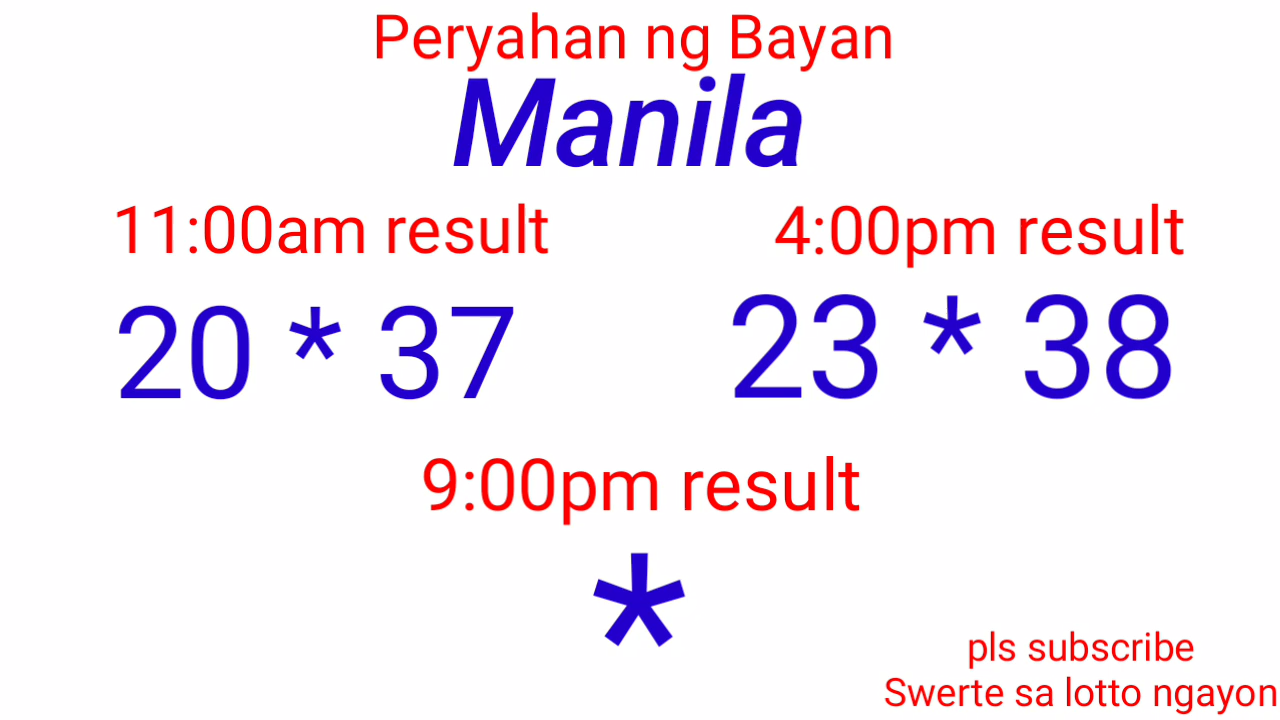 Peryahan ng Bayan
Manila
11:00am result
4:00pm result
20 * 37
23 * 38
9:00pm result
*
pls subscribe
Swerte sa lotto ngayon